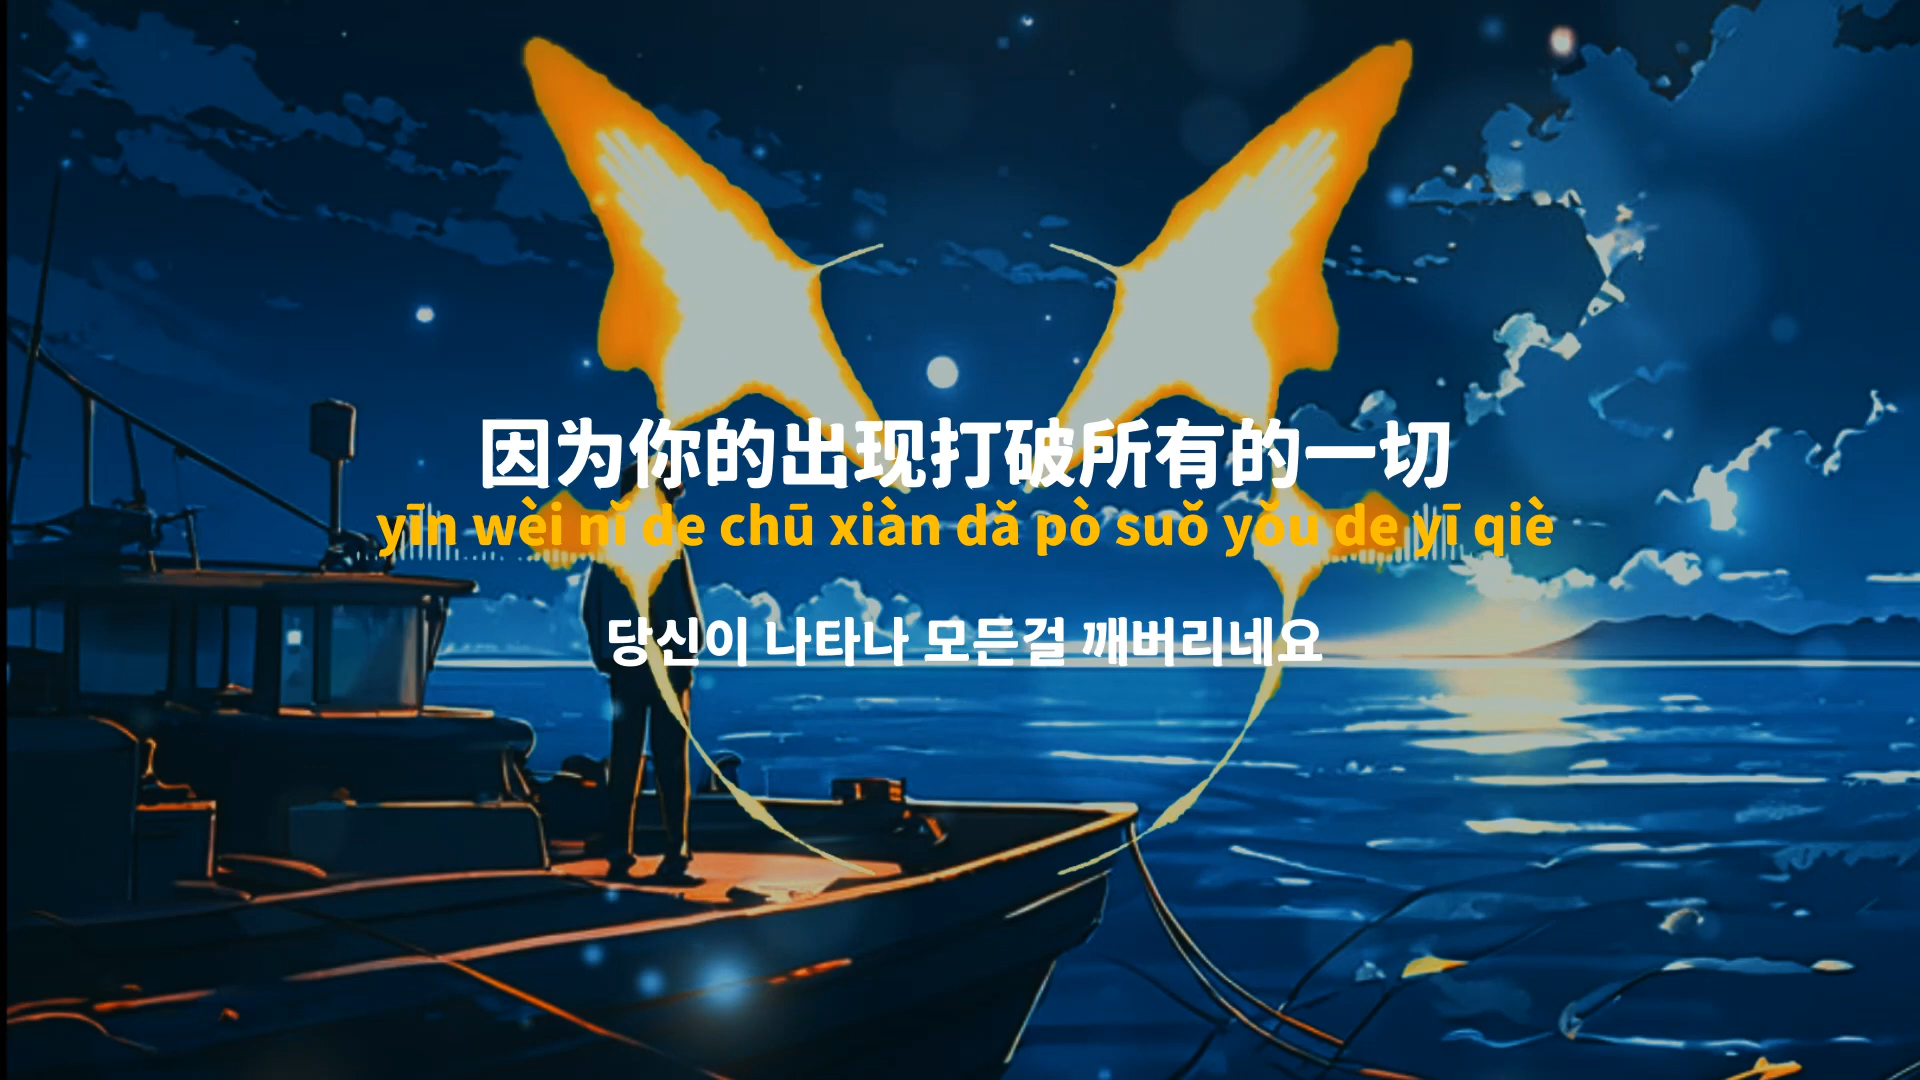 因为你的出现打破所有的一切
yīn wèi nǐ de chū xiàn dǎ pò suǒ yǒu de yī qiè
당신이 나타나 모든걸 깨버리네요